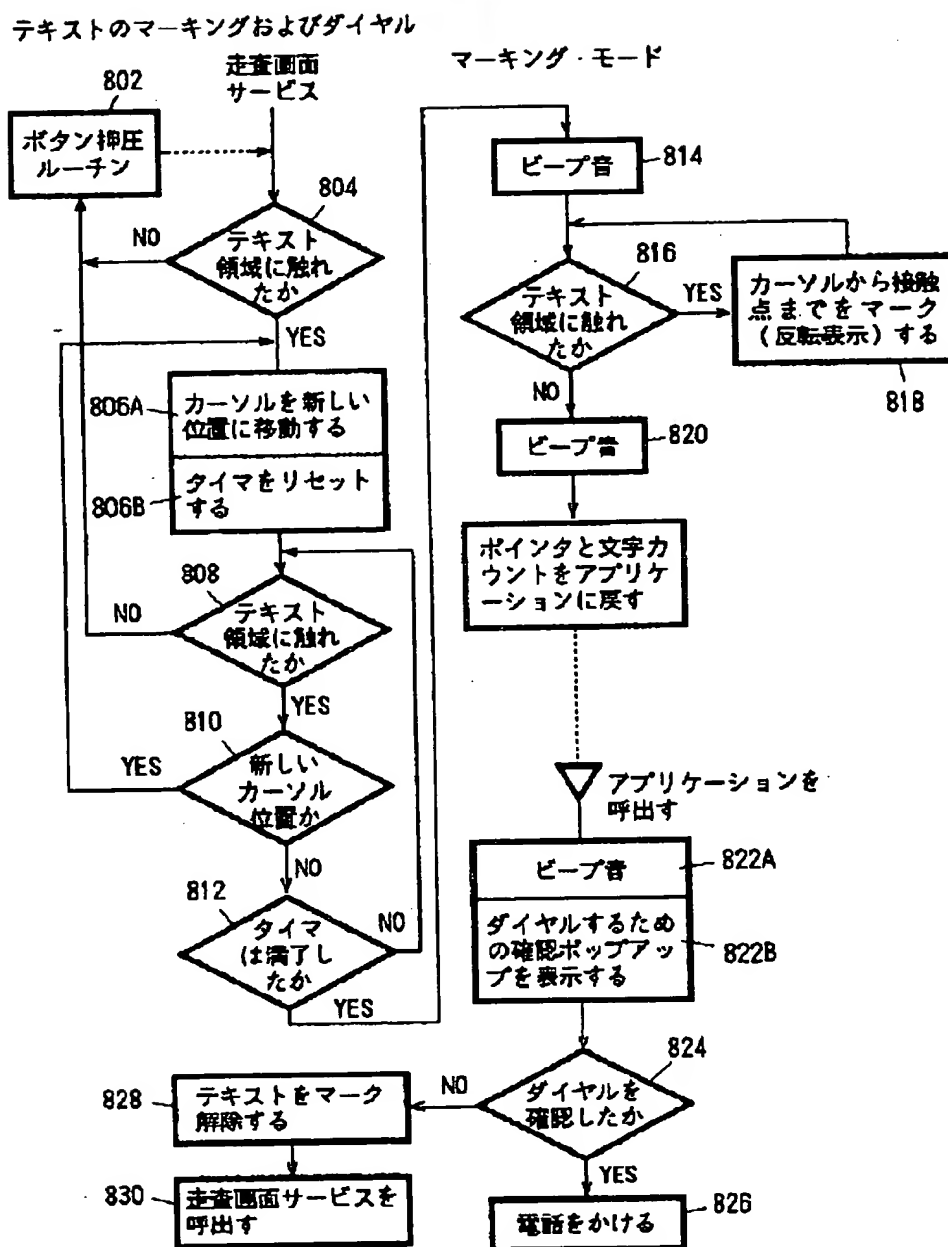 テキストのマーキングおよびダイヤル
走査画面
サービス
802
ボタン押圧
ルーチン
804
テキスト
領域に触れ
たか
NO
YES
806A
カーソルを新しい
位置に移動する
806B
タイマをリセット
する
808
テキスト
領域に触れ
たか
NO
YES
810
新しい
カーソル
位置か
YES
NO
812
タイマ
は満了し
たか
NO
YES
マーキング・モード
ビープ音
814
816
テキスト
領域に触れ
たか
YES
カーソルから接触
点までをマーク
(反転表示)する
818
NO
ビープ音
820
ポインタと文字カ
ウントをアプリケ
ーションに戻す
アプリケーションを
呼出す
ビープ音
822A
ダイヤルするため
の確認ポップアッ
プを表示する
822B
824
ダイヤルを
確認したか
NO
828
テキストをマーク
解除する
830
走査画面サービスを
呼出す
YES
電話をかける
826